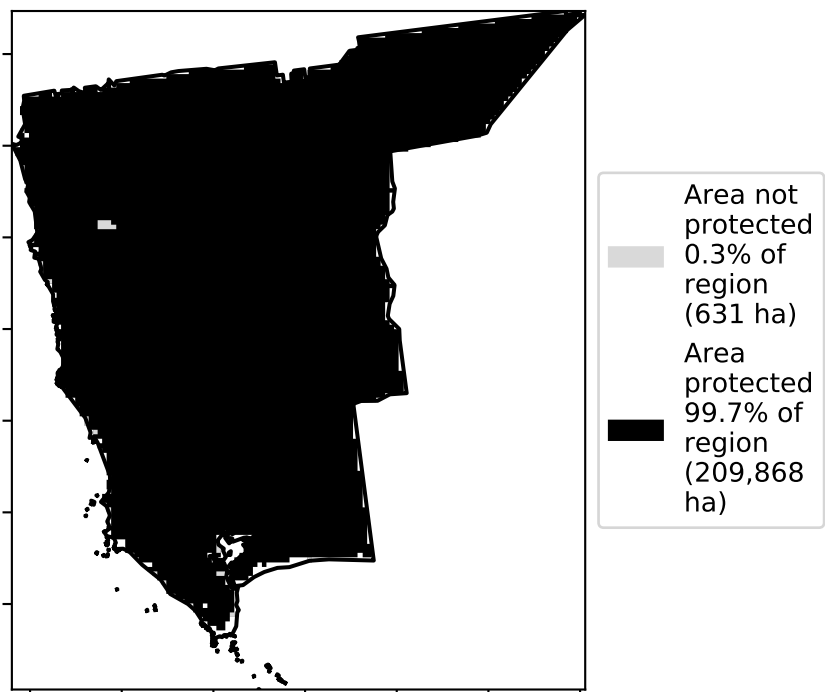 Area not
protected
0.3% of
region
(631 ha)
Area
protected
99.7% of
region
(209,868
ha)